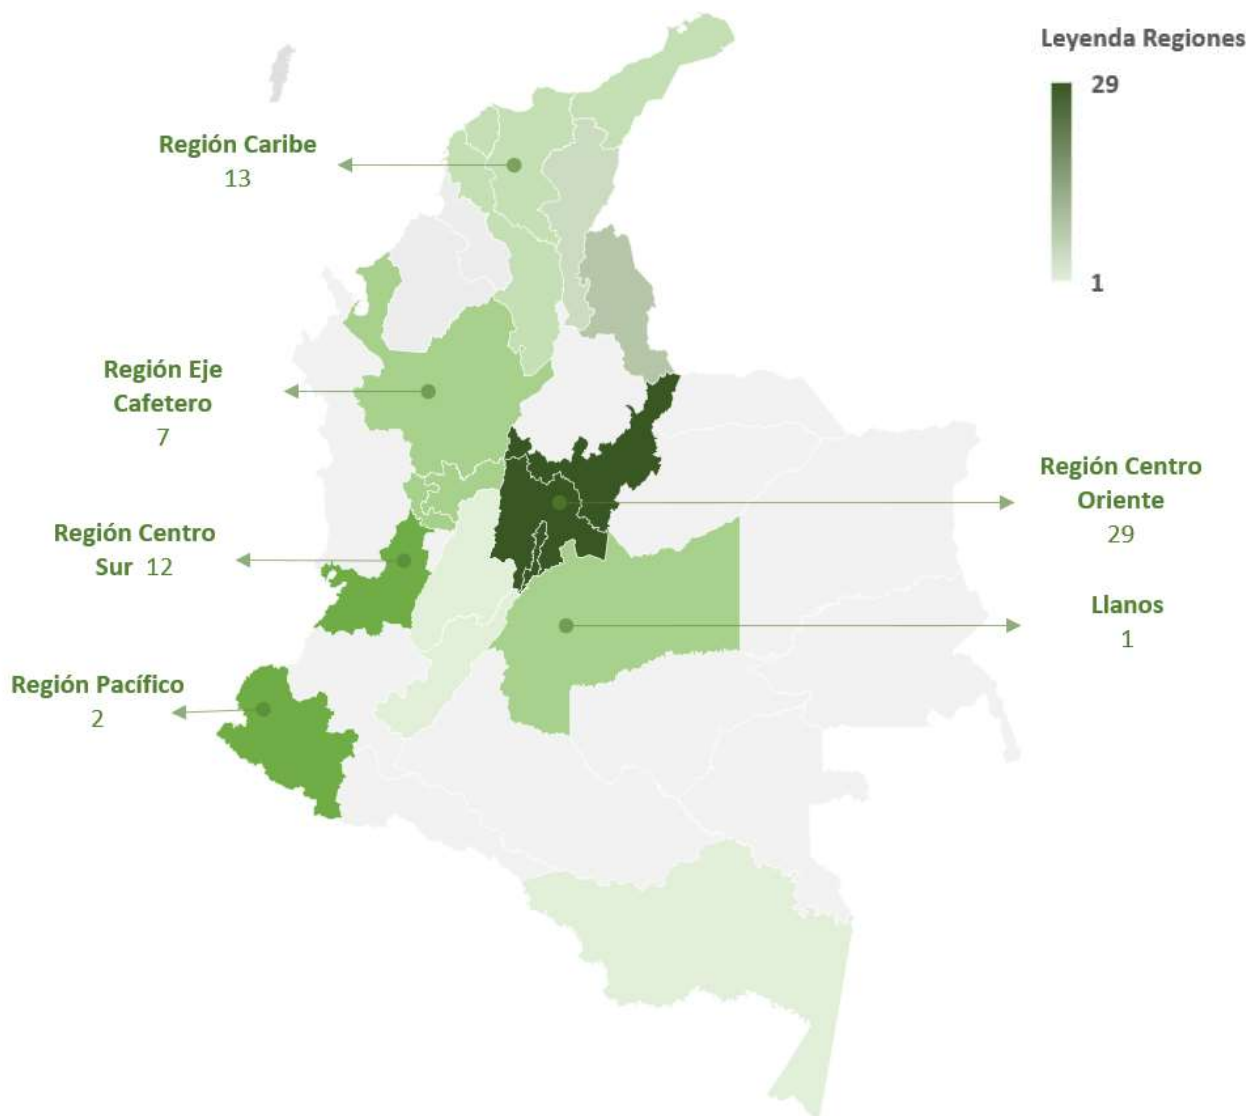 Leyenda Regiones
29
1
Región Caribe
13
Región Eje
Cafetero
7
Región Centro
Oriente
29
Región Centro
Sur 12
Llanos
1
Región Pacífico
2